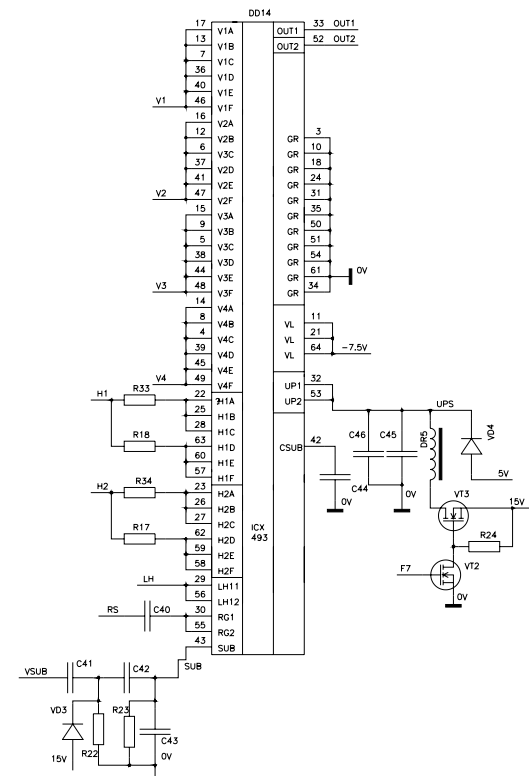 DD14
17 V1A OUT1 33 OUT1
13 V1B OUT2 52 OUT2
7 V1C
36 V1D
40 V1E
V1 46 V1F
16 V2A
12 V2B GR 3
6 V3C GR 10
37 V2D GR 18
41 V2E GR 24
V2 47 V2F GR 31
15 V3A GR 35
9 V3B GR 50
5 V3C GR 51
38 V3D GR 54
44 V3E GR 61 0V
V3 48 V3F GR 34
14 V4A
8 V4B VL 11
4 V4C VL 21
39 V4D VL 64 -7.5V
45 V4E
V4 49 V4F UP1 32
H1 R33 22 ?H1A UP2 53 UPS
25 H1B
28 H1C
R18 63 H1D CSUB 42 C46 C45 DR5 VD4
60 H1E
57 H1F C44 5V
H2 R34 23 H2A 0V 0V VT3 15V
26 H2B
27 H2C ICX
R17 62 H2D 493 R24
59 H2E
58 H2F F7 VT2
LH 29 LH11
56 LH12 0V
RS C40 30 RG1
55 RG2
43 SUB
SUB
VSUB C41 C42
VD3 R23
R22 C43
15V 0V